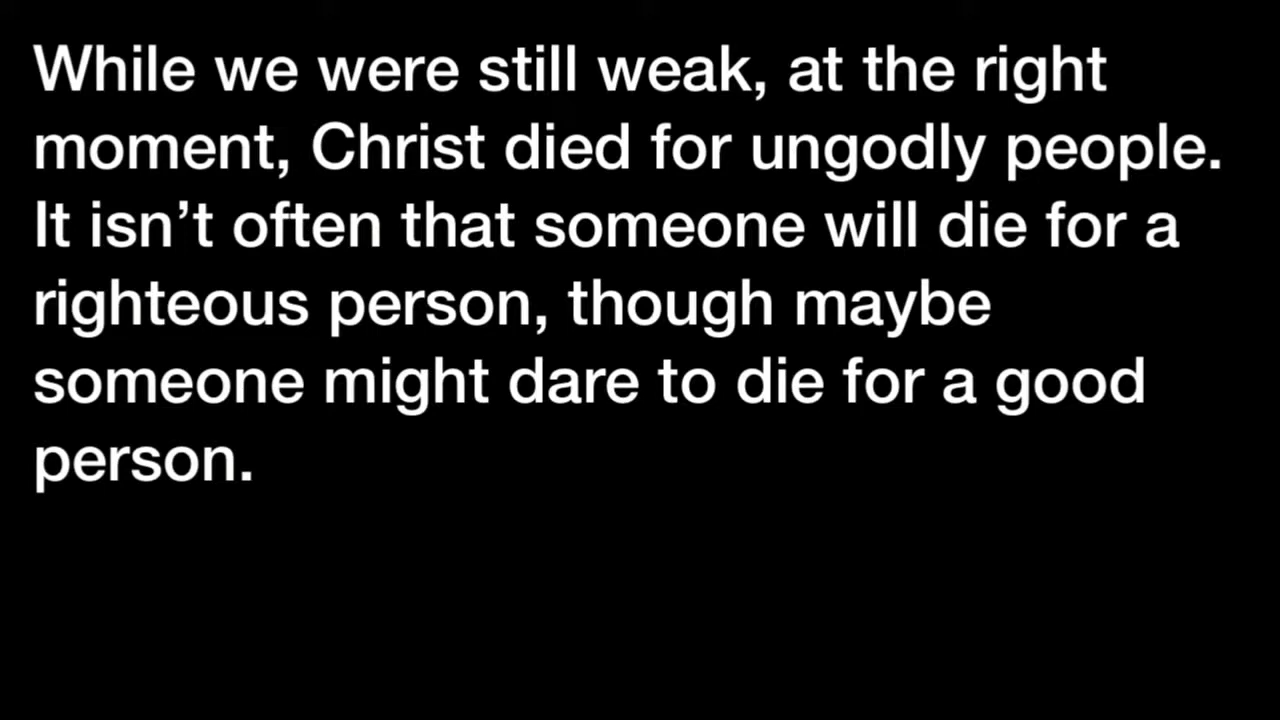 While we were still weak, at the right
moment, Christ died for ungodly people.
It isn’t often that someone will die for a
righteous person, though maybe
someone might dare to die for a good
person.